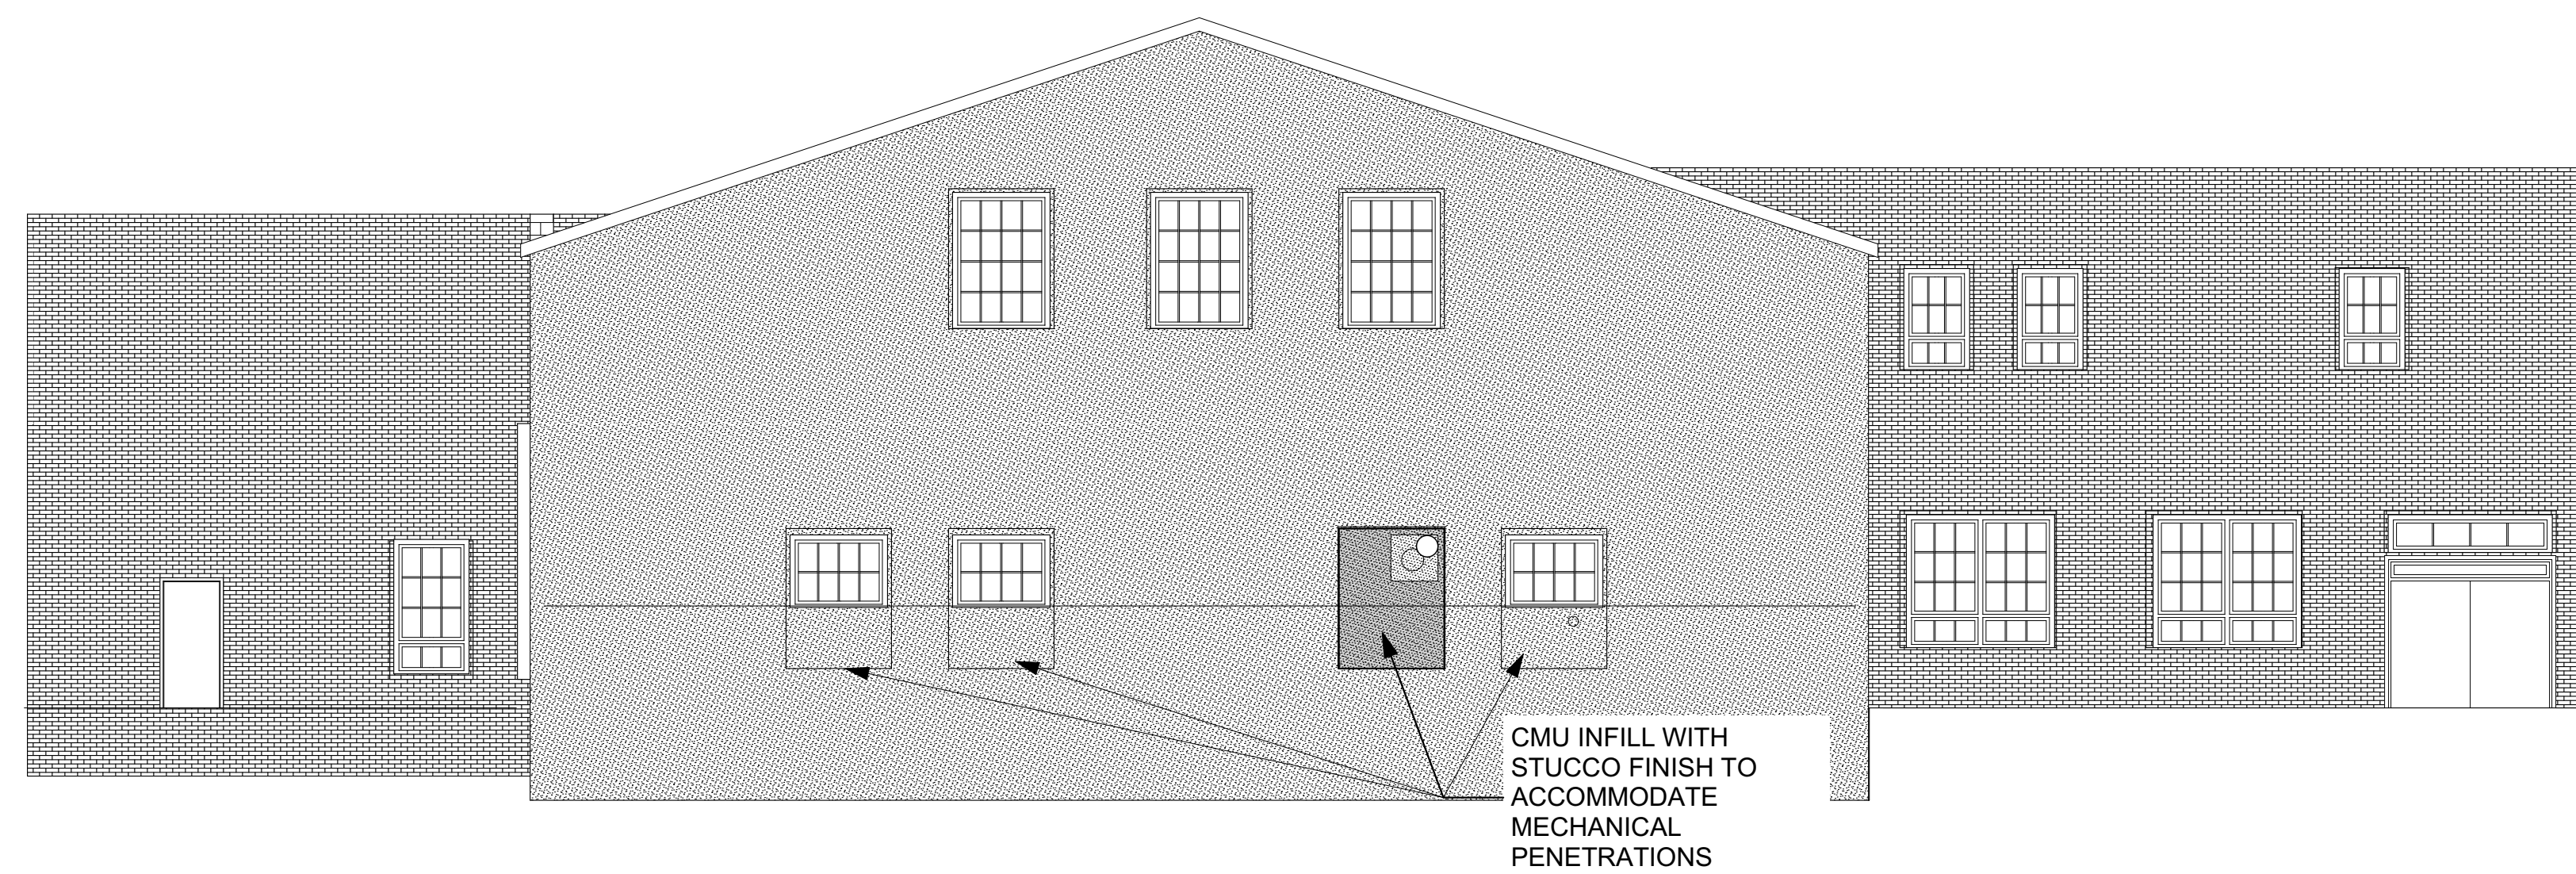 CMU INFILL WITH
STUCCO FINISH TO
ACCOMMODATE
MECHANICAL
PENETRATIONS